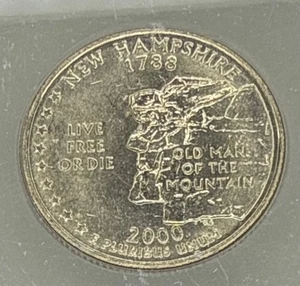 NEW HAMPSHIRE
1788
LIVE
FREE
OR DIE
OLD MAN
OF THE
MOUNTAIN
2000
E PLURIBUS UNUM